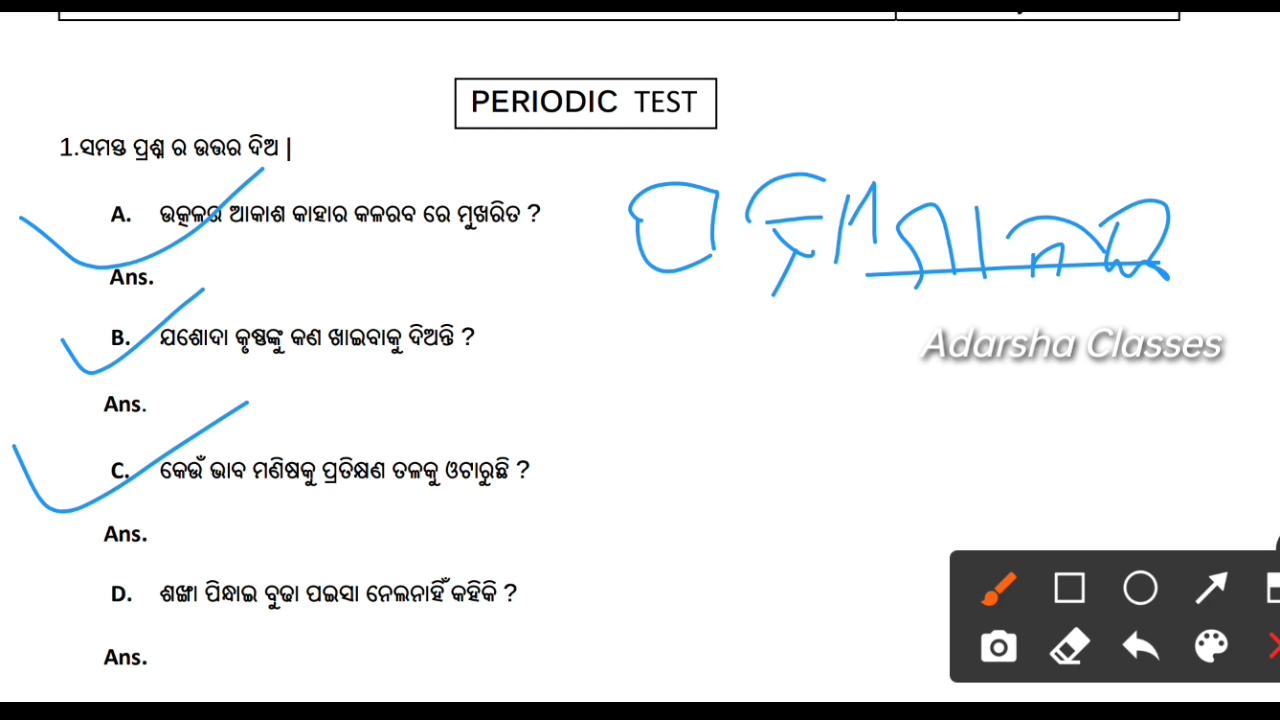 PERIODIC TEST
1.ସମସ୍ତ ପ୍ରଶ୍ନ ର ଉତ୍ତର ଦିଅ |
A. ଉତ୍କଳର ଆକାଶ କାହାର କଳରବ ରେ ମୁଖରିତ ?
Ans.
B. ଯଶୋଦା କୃଷ୍ଣଙ୍କୁ କଣ ଖାଇବାକୁ ଦିଅନ୍ତି ?
Ans.
Adarsha Classes
C. କେଉଁ ଭାବ ମଣିଷକୁ ପ୍ରତିକ୍ଷଣ ତଳକୁ ଓଟାରୁଛି ?
Ans.
D. ଶଙ୍ଖା ପିନ୍ଧାଇ ବୁଢା ପଇସା ନେଲନାହିଁ କହିକି ?
Ans.